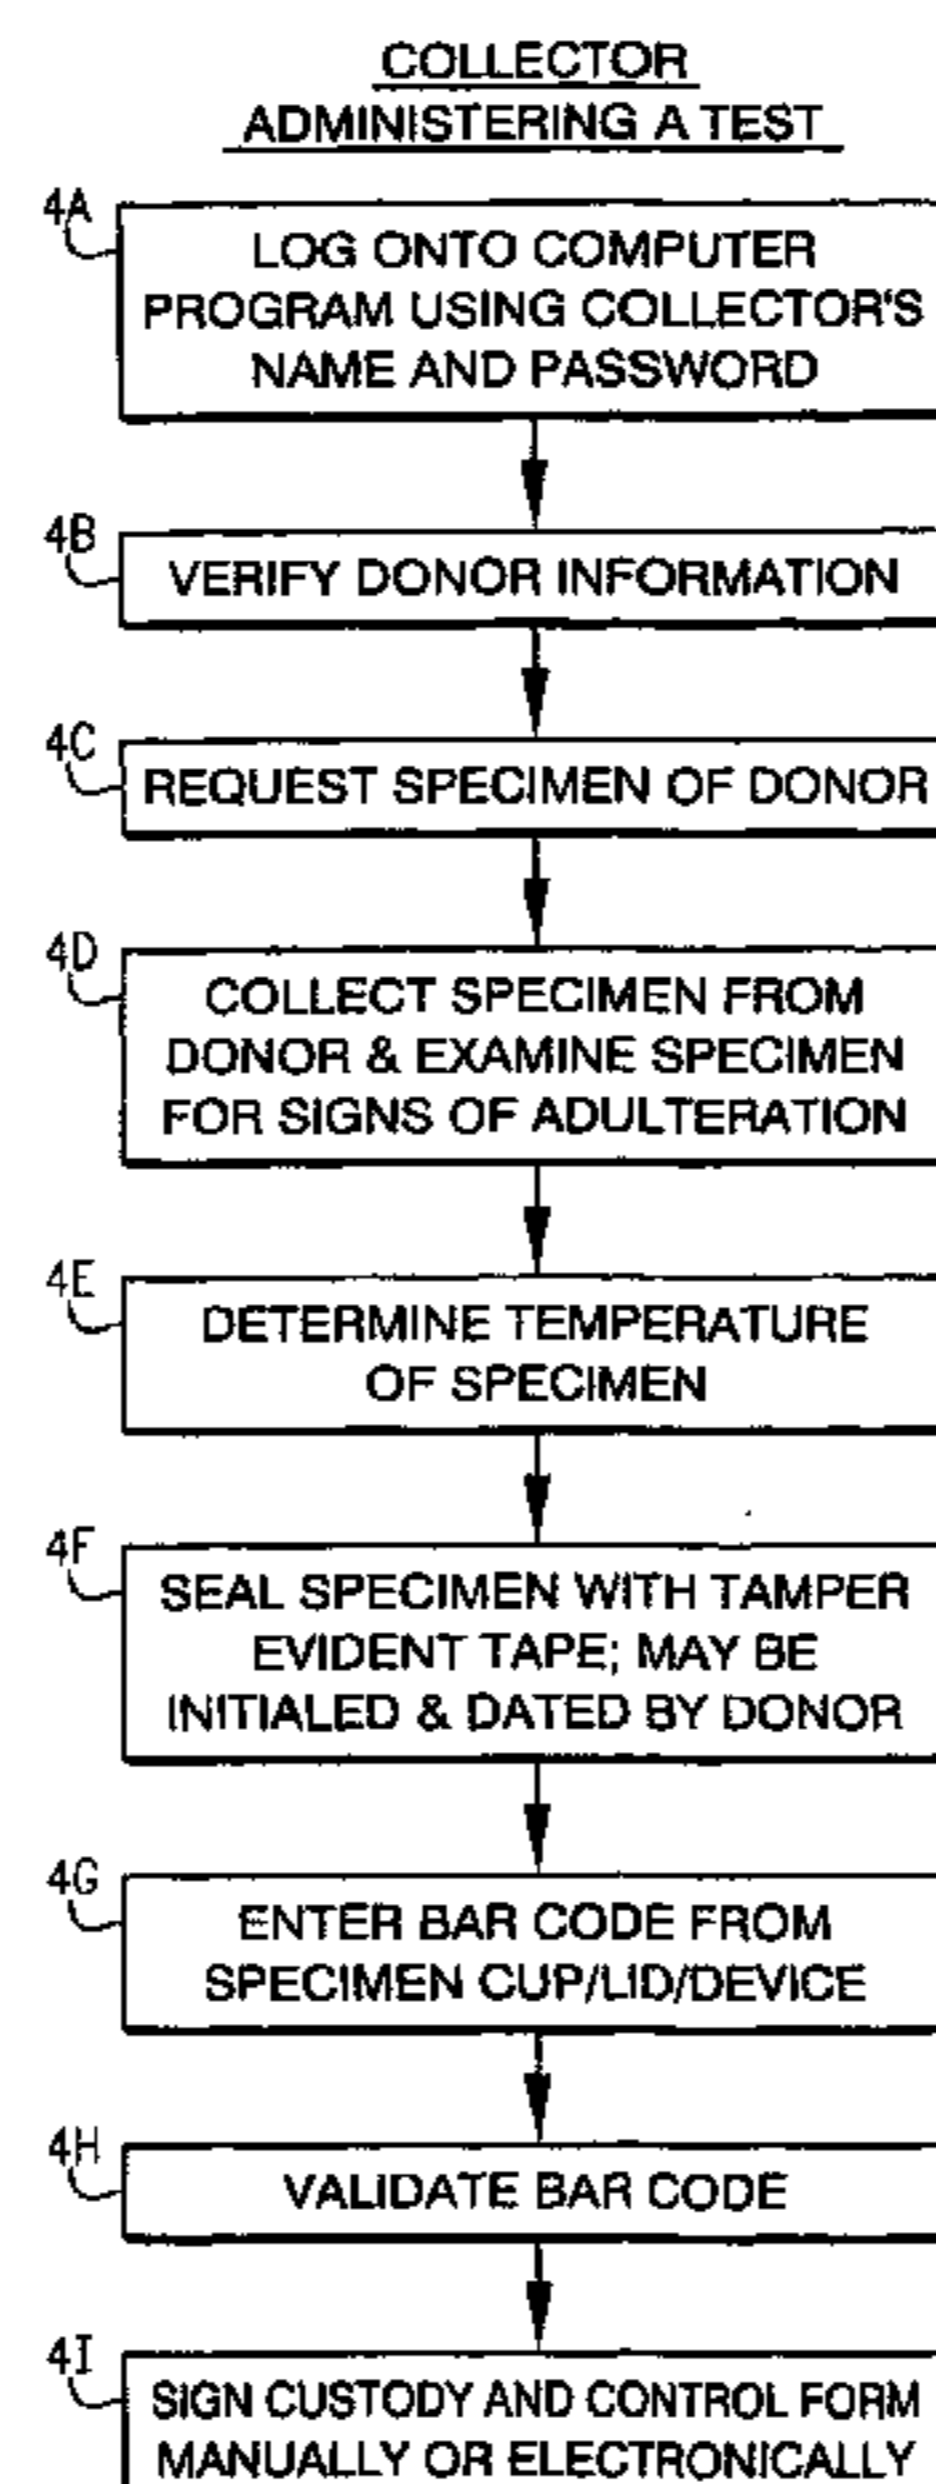 COLLECTOR
ADMINISTERING A TEST
4A
LOG ONTO COMPUTER
PROGRAM USING COLLECTOR'S
NAME AND PASSWORD
4B
VERIFY DONOR INFORMATION
4C
REQUEST SPECIMEN OF DONOR
4D
COLLECT SPECIMEN FROM
DONOR & EXAMINE SPECIMEN
FOR SIGNS OF ADULTERATION
4E
DETERMINE TEMPERATURE
OF SPECIMEN
4F
SEAL SPECIMEN WITH TAMPER
EVIDENT TAPE; MAY BE
INITIALED & DATED BY DONOR
4G
ENTER BAR CODE FROM
SPECIMEN CUP/LID/DEVICE
4H
VALIDATE BAR CODE
4I
SIGN CUSTODY AND CONTROL FORM
MANUALLY OR ELECTRONICALLY